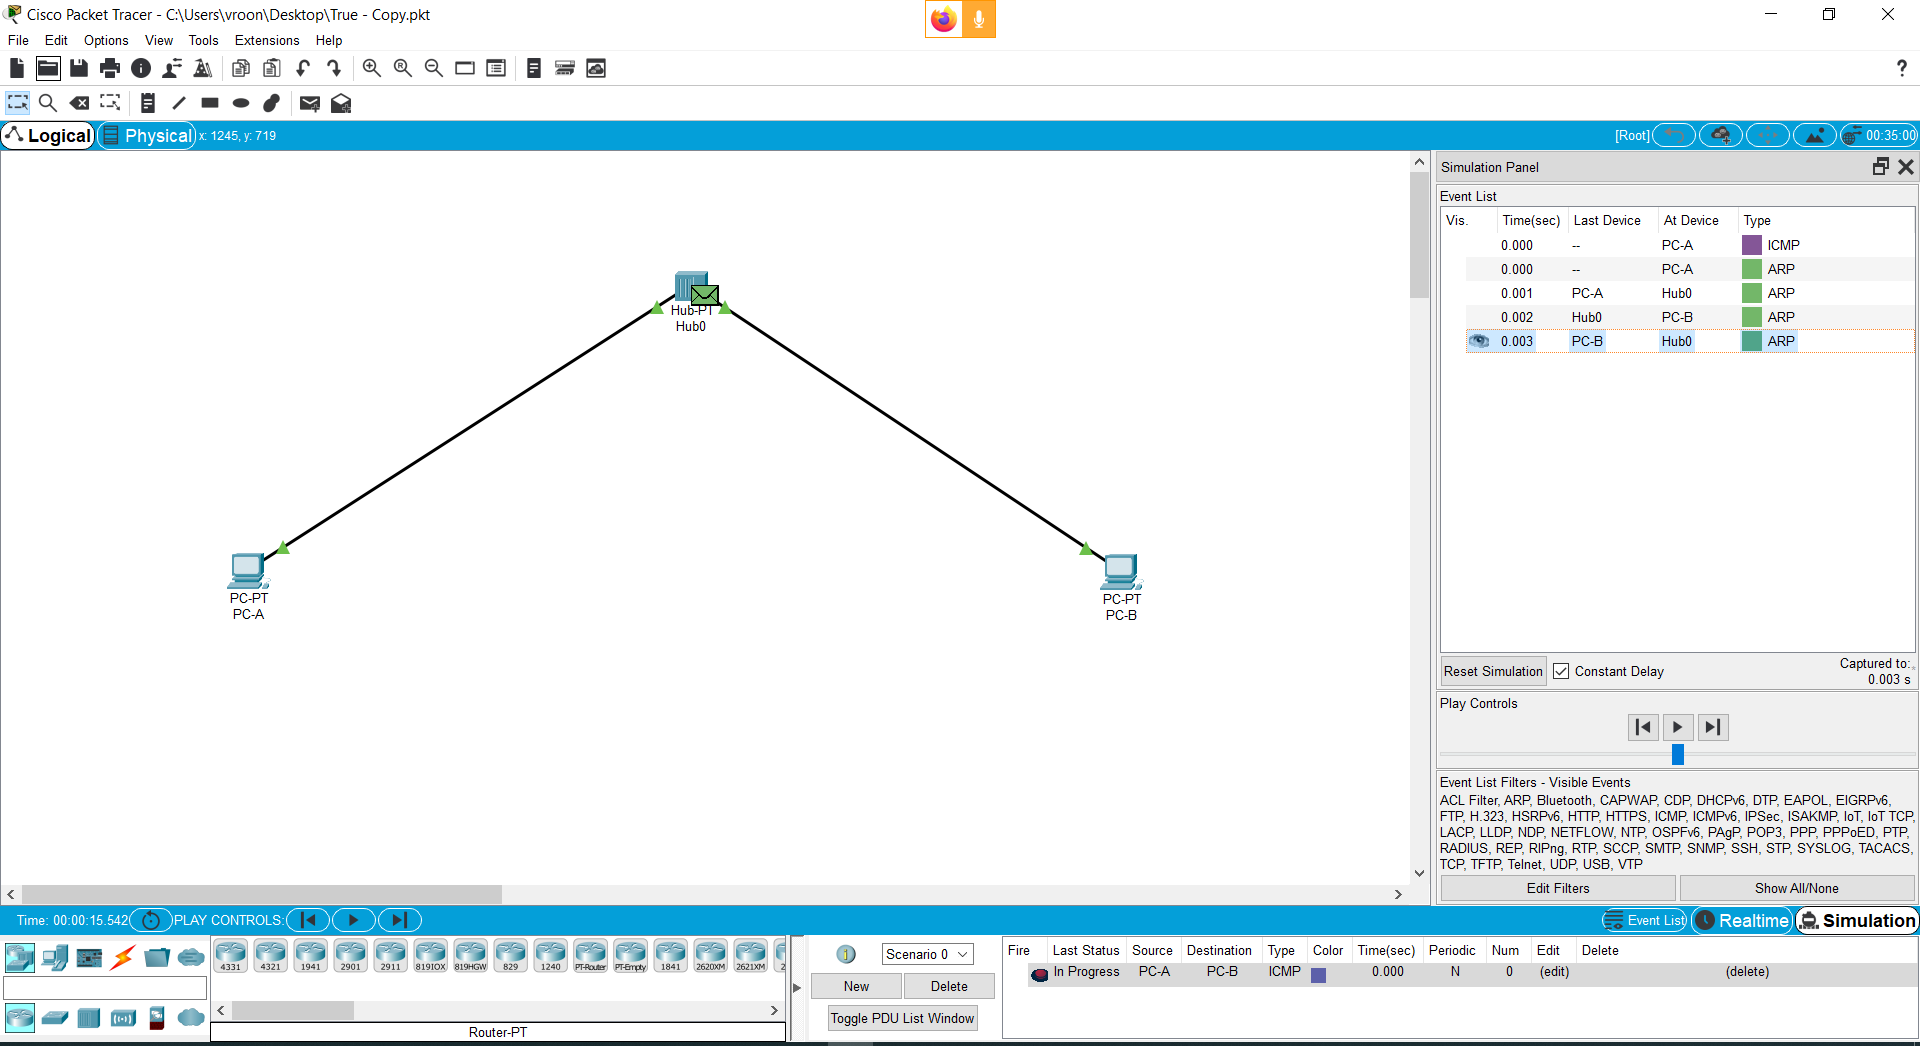 Cisco Packet Tracer - C:\Users\vroon\Desktop\True - Copy.pkt
File Edit Options View Tools Extensions Help
?
Logical Physical x: 1245, y: 719 [Root] 00:35:00
Simulation Panel
Event List
Vis. Time(sec) Last Device At Device Type
0.000 -- PC-A ICMP
0.000 -- PC-A ARP
0.001 PC-A Hub0 ARP
0.002 Hub0 PC-B ARP
0.003 PC-B Hub0 ARP
Hub-PT
Hub0
PC-PT
PC-A
PC-PT
PC-B
Reset Simulation Constant Delay
Captured to:
0.003 s
Play Controls
Event List Filters - Visible Events
ACL Filter, ARP, Bluetooth, CAPWAP, CDP, DHCPv6, DTP, EAPOL, EIGRPv6,
FTP, H.323, HSRPv6, HTTP, HTTPS, ICMP, ICMPv6, IPSec, ISAKMP, IoT, IoT TCP,
LACP, LLDP, NDP, NETFLOW, NTP, OSPFv6, PAgP, POP3, PPP, PPPoED, PTP,
RADIUS, REP, RIPng, RTP, SCCP, SMTP, SNMP, SSH, STP, SYSLOG, TACACS,
TCP, TFTP, Telnet, UDP, USB, VTP
Edit Filters Show All/None
Time: 00:00:15.542 PLAY CONTROLS: Event List Realtime Simulation
4331 4321 1941 2901 2911 819IOX 819HGW 829 1240 PT-Router PT-Empty 1841 2620XM 2621XM 2
Router-PT
Scenario 0
New Delete
Toggle PDU List Window
Fire Last Status Source Destination Type Color Time(sec) Periodic Num Edit Delete
In Progress PC-A PC-B ICMP 0.000 N 0 (edit) (delete)